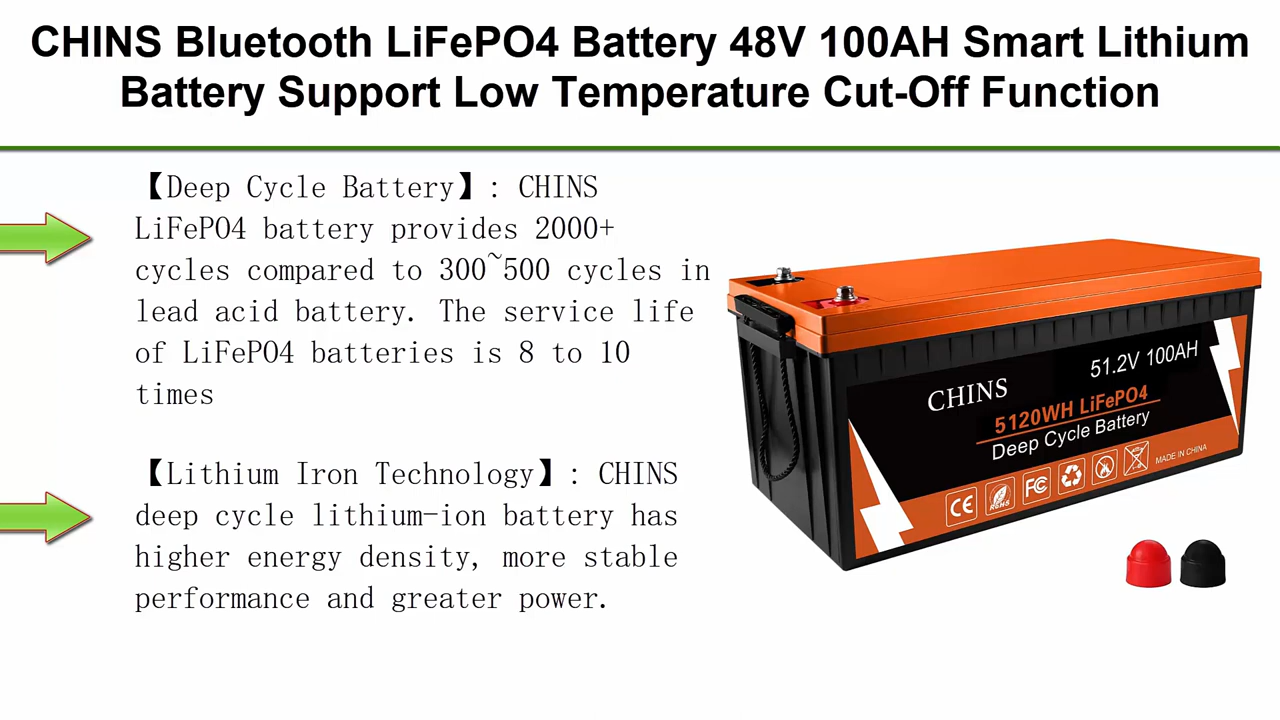 CHINS Bluetooth LiFePO4 Battery 48V 100AH Smart Lithium
Battery Support Low Temperature Cut-Off Function
【Deep Cycle Battery】: CHINS
LiFePO4 battery provides 2000+
cycles compared to 300~500 cycles in
lead acid battery. The service life
of LiFePO4 batteries is 8 to 10
times
【Lithium Iron Technology】: CHINS
deep cycle lithium-ion battery has
higher energy density, more stable
performance and greater power.
51.2V 100AH
CHINS
5120WH LiFePO4
Deep Cycle Battery
CE RoHS FC MADE IN CHINA